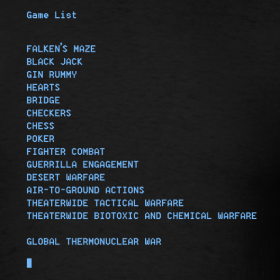 Game List
FALKEN'S MAZE
BLACK JACK
GIN RUMMY
HEARTS
BRIDGE
CHECKERS
CHESS
POKER
FIGHTER COMBAT
GUERRILLA ENGAGEMENT
DESERT WARFARE
AIR-TO-GROUND ACTIONS
THEATERWIDE TACTICAL WARFARE
THEATERWIDE BIOTOXIC AND CHEMICAL WARFARE
GLOBAL THERMONUCLEAR WAR